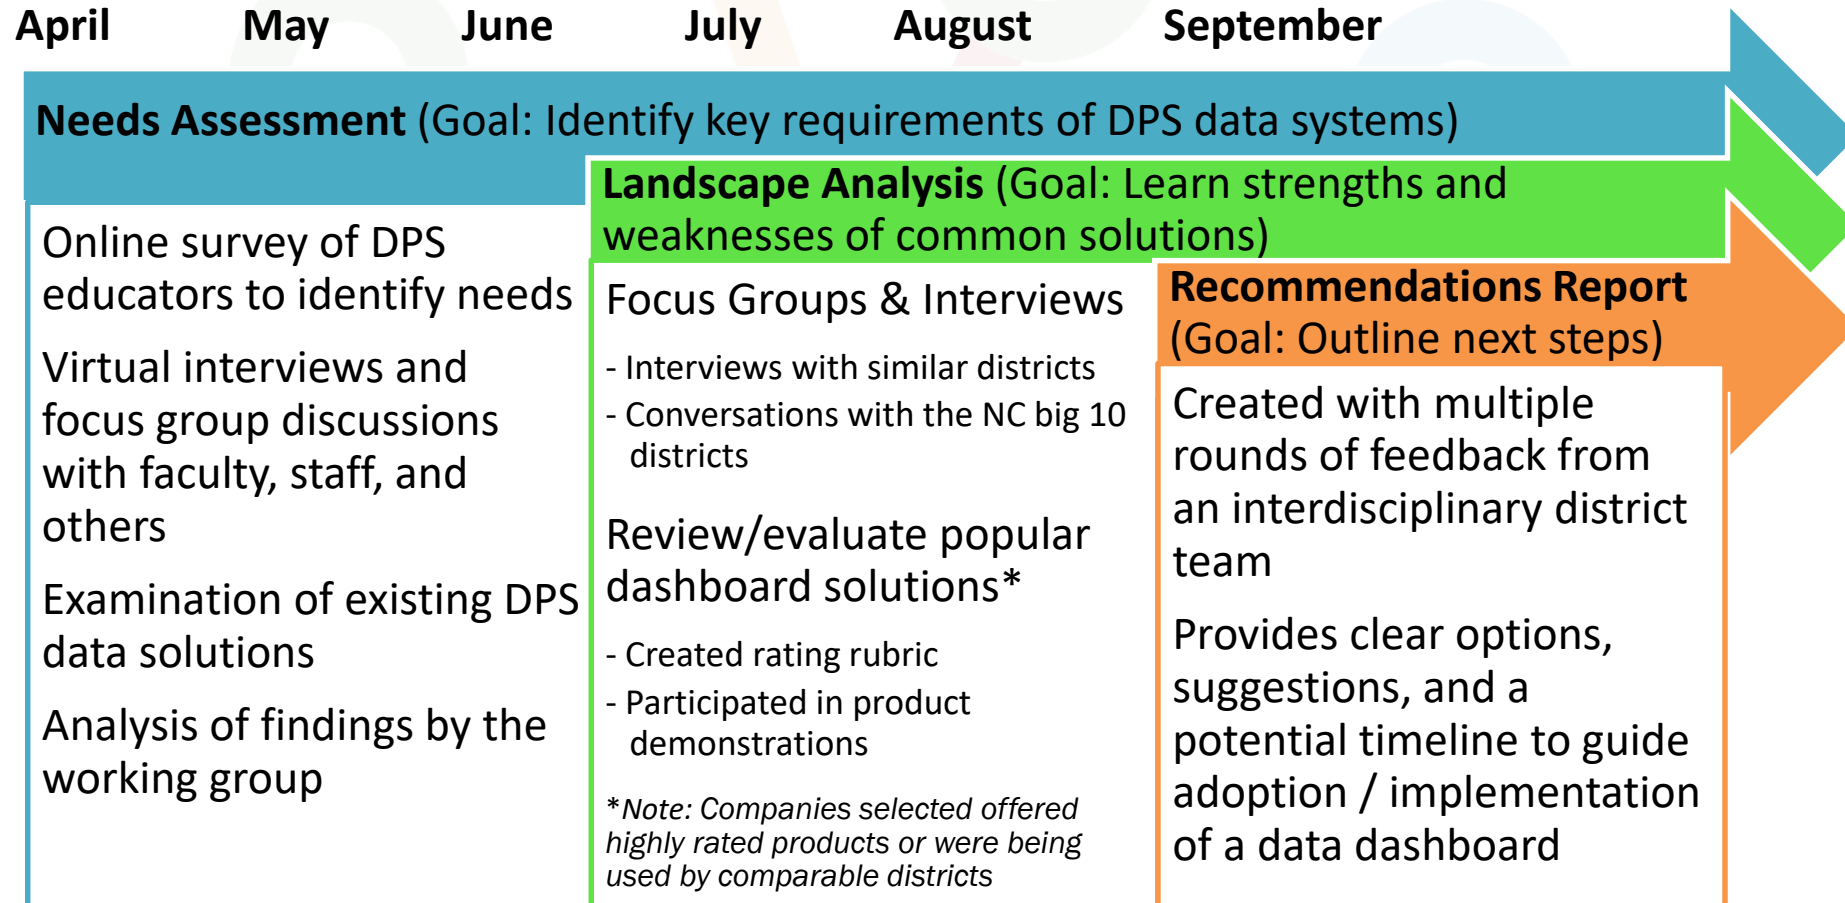 April May June July August September
Needs Assessment (Goal: Identify key requirements of DPS data systems)
Online survey of DPS
educators to identify needs
Virtual interviews and
focus group discussions
with faculty, staff, and
others
Examination of existing DPS
data solutions
Analysis of findings by the
working group
Landscape Analysis (Goal: Learn strengths and
weaknesses of common solutions)
Focus Groups & Interviews
- Interviews with similar districts
- Conversations with the NC big 10
districts
Review/evaluate popular
dashboard solutions*
- Created rating rubric
- Participated in product
demonstrations
*Note: Companies selected offered
highly rated products or were being
used by comparable districts
Recommendations Report
(Goal: Outline next steps)
Created with multiple
rounds of feedback from
an interdisciplinary district
team
Provides clear options,
suggestions, and a
potential timeline to guide
adoption / implementation
of a data dashboard